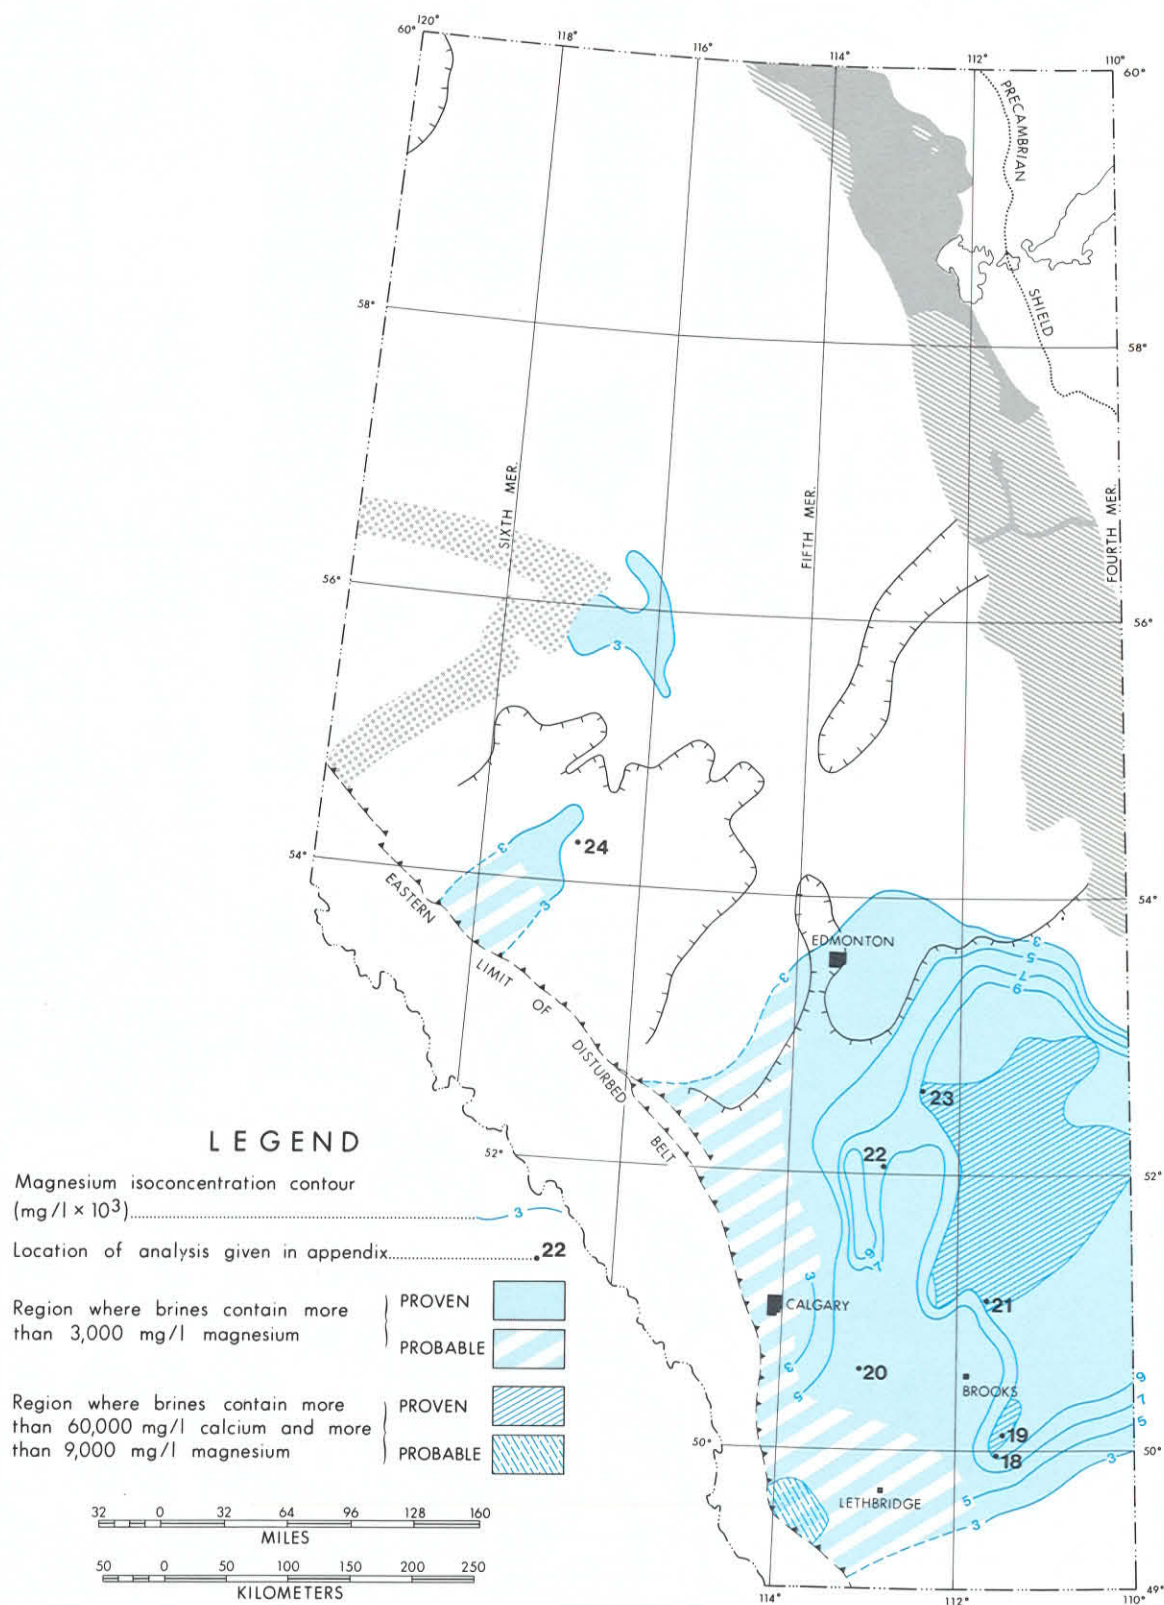 120°
60°
118°
116°
114°
112°
110°
60°
PRECAMBRIAN
SHIELD
58°
58°
SIXTH MER.
FIFTH MER.
FOURTH MER.
56°
56°
3
3
24
54°
3
54°
EASTERN
LIMIT OF
DISTURBED
BELT
EDMONTON
3
3
5
7
9
23
22
52°
52°
9
7
21
3
CALGARY
3
5
20
BROOKS
9
7
5
3
19
18
50°
50°
LETHBRIDGE
5
3
114°
112°
110°
49°
LEGEND
Magnesium isoconcentration contour
(mg/l × 10³) 3
Location of analysis given in appendix .22
Region where brines contain more
than 3,000 mg/l magnesium
PROVEN
PROBABLE
Region where brines contain more
than 60,000 mg/l calcium and more
than 9,000 mg/l magnesium
PROVEN
PROBABLE
32 0 32 64 96 128 160
MILES
50 0 50 100 150 200 250
KILOMETERS